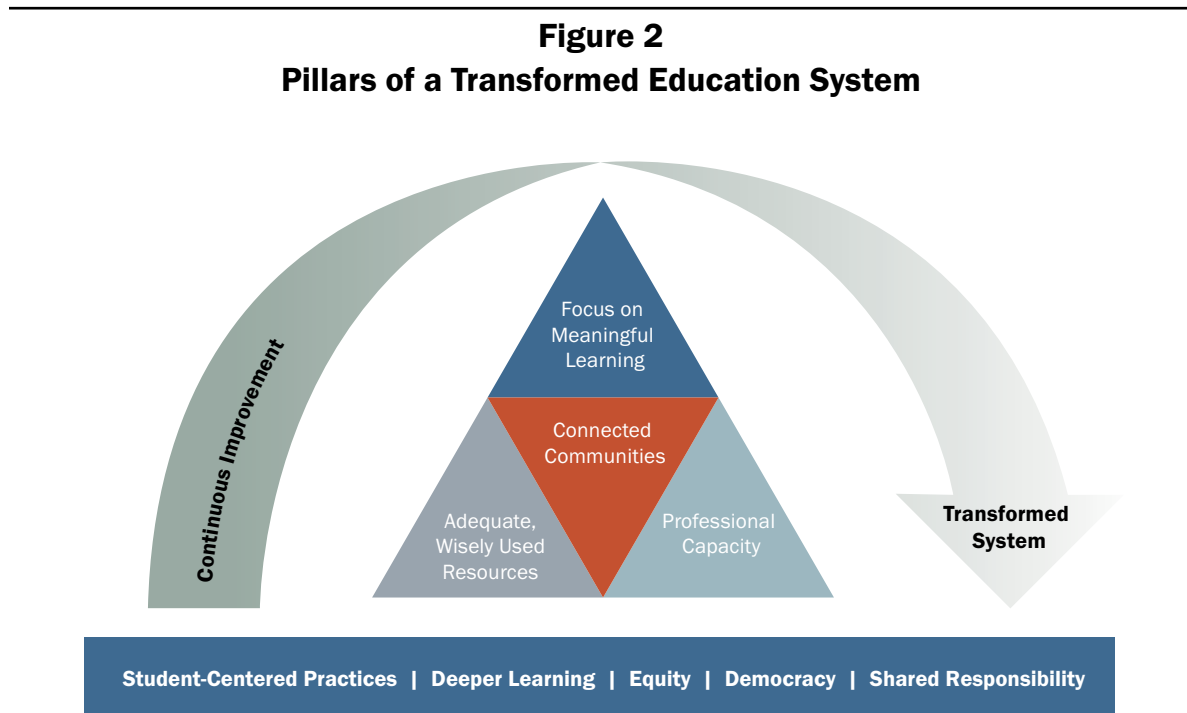 Figure 2
Pillars of a Transformed Education System
Continuous Improvement
Focus on
Meaningful
Learning
Connected
Communities
Adequate,
Wisely Used
Resources
Professional
Capacity
Transformed
System
Student-Centered Practices | Deeper Learning | Equity | Democracy | Shared Responsibility